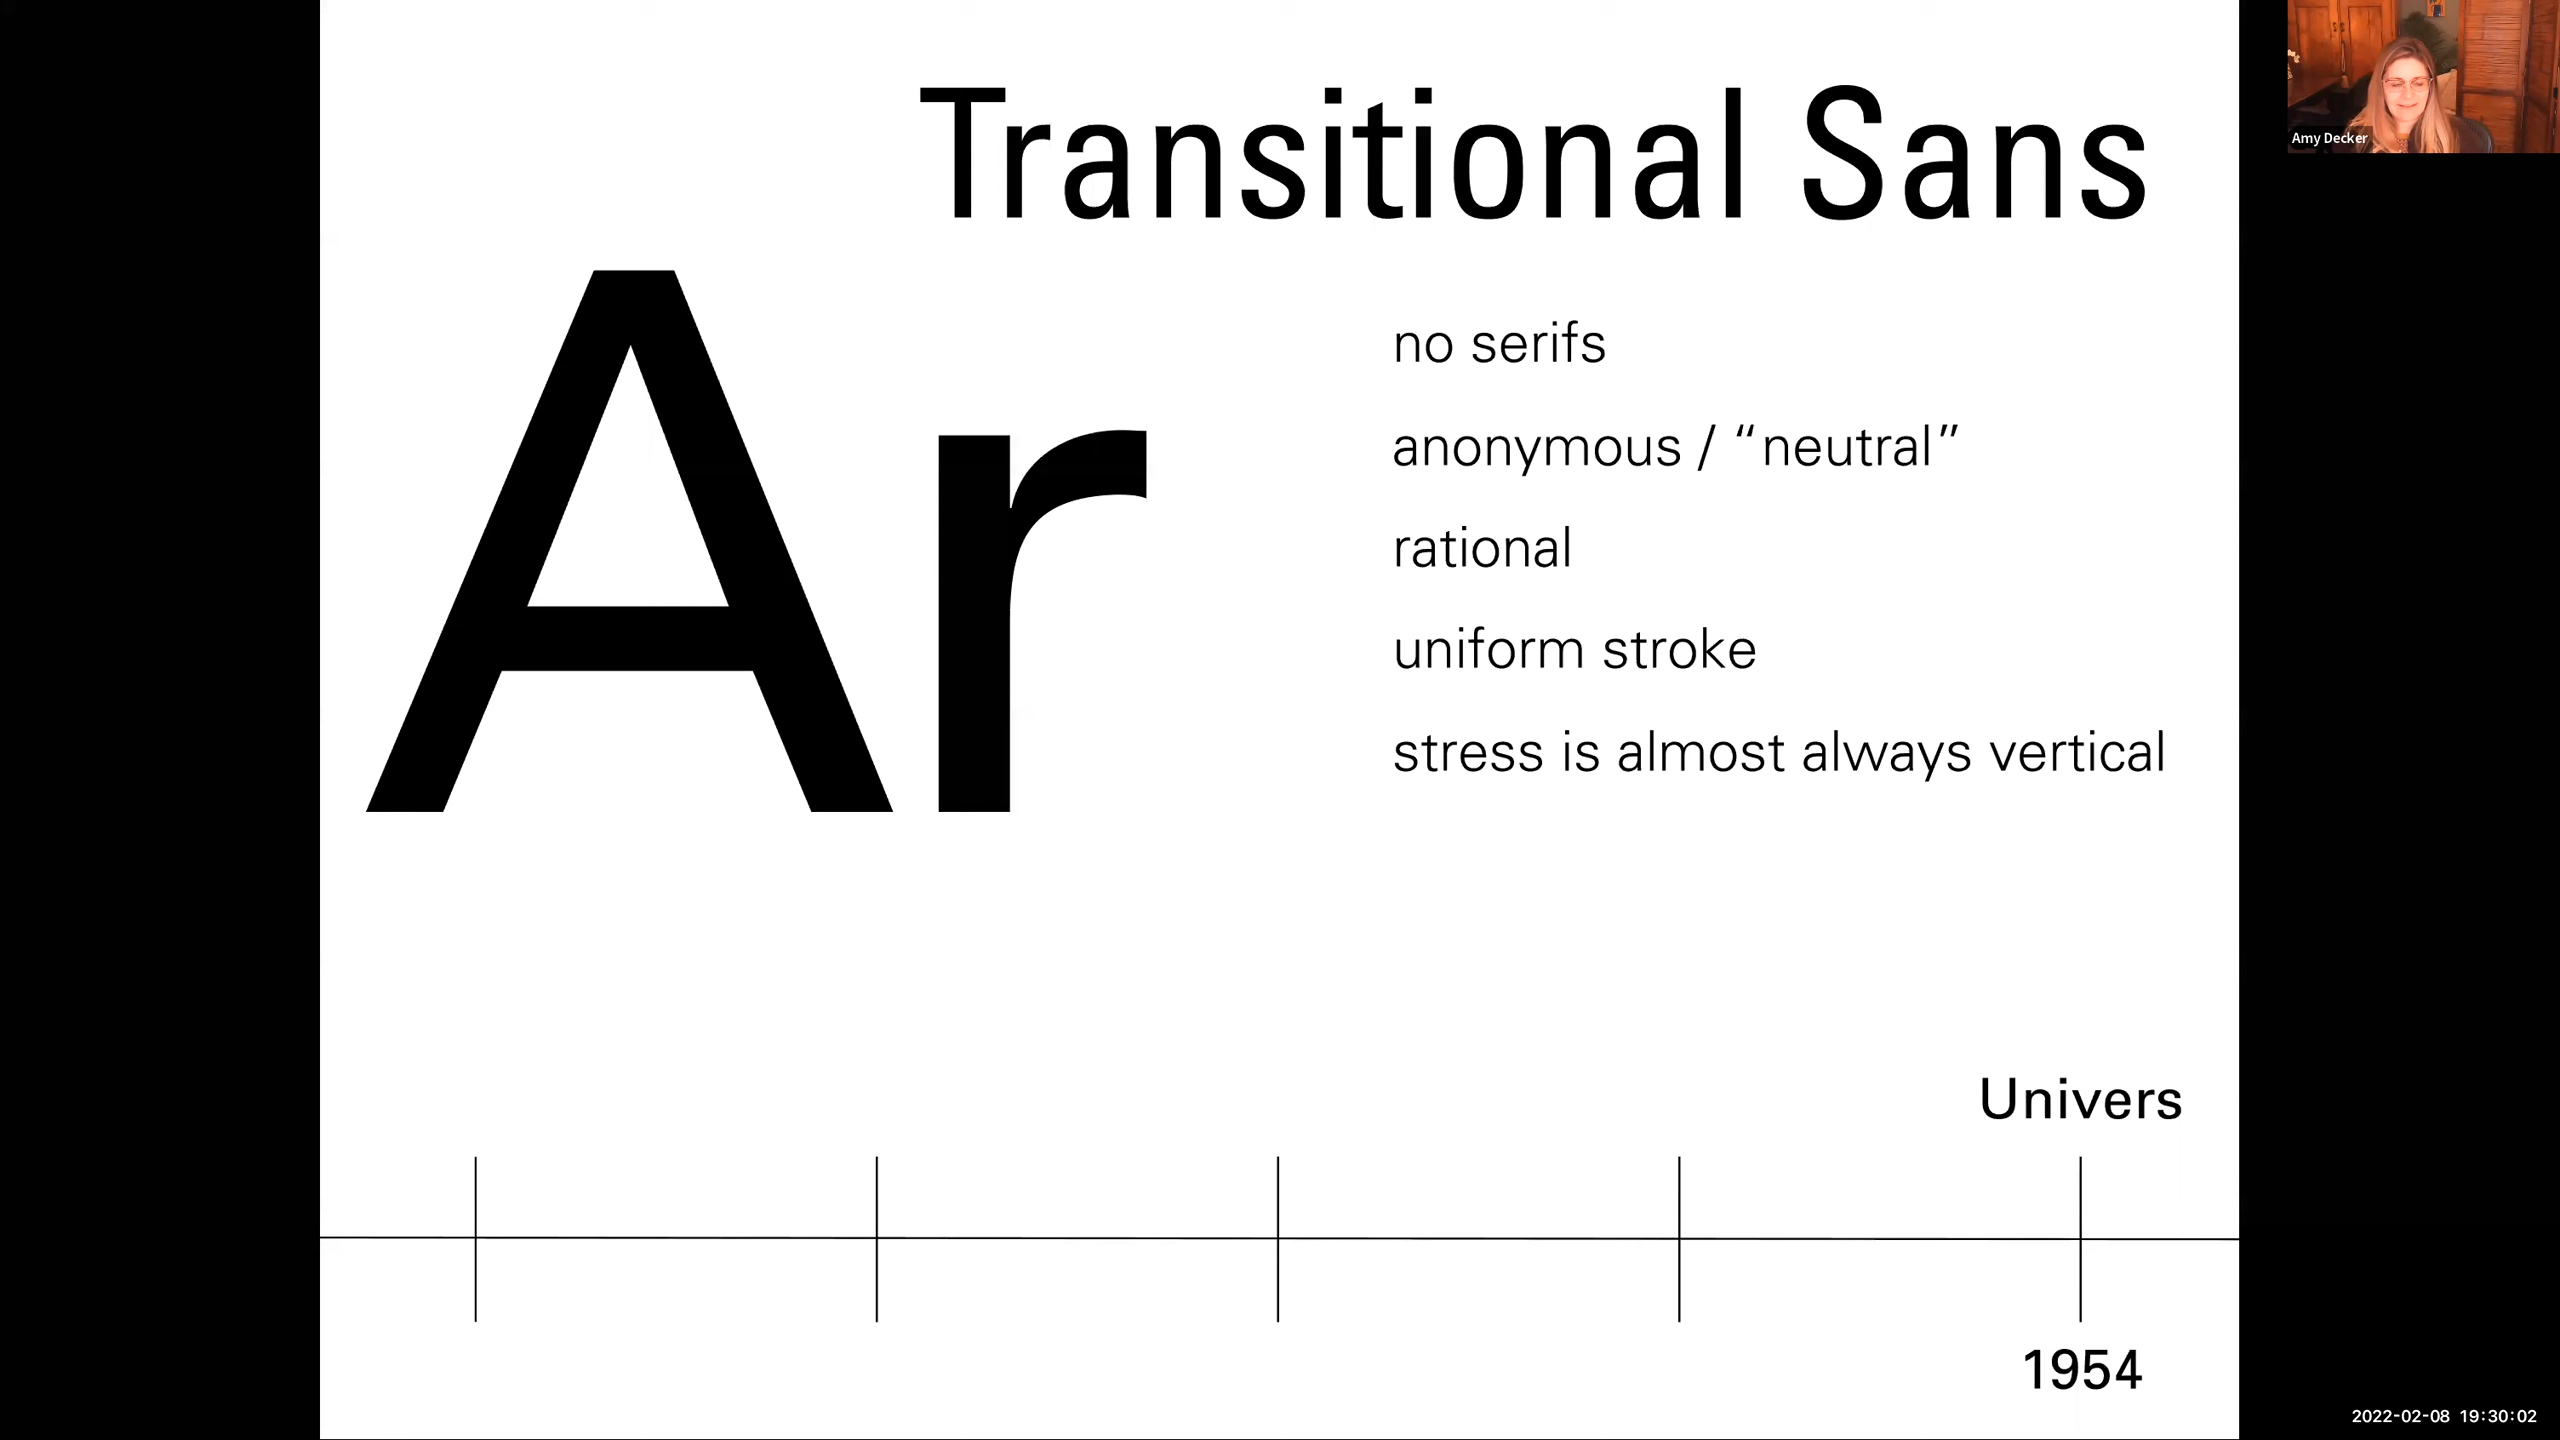 Transitional Sans
Ar
no serifs
anonymous / “neutral”
rational
uniform stroke
stress is almost always vertical
Univers
1954
Amy Decker
2022-02-08 19:30:02